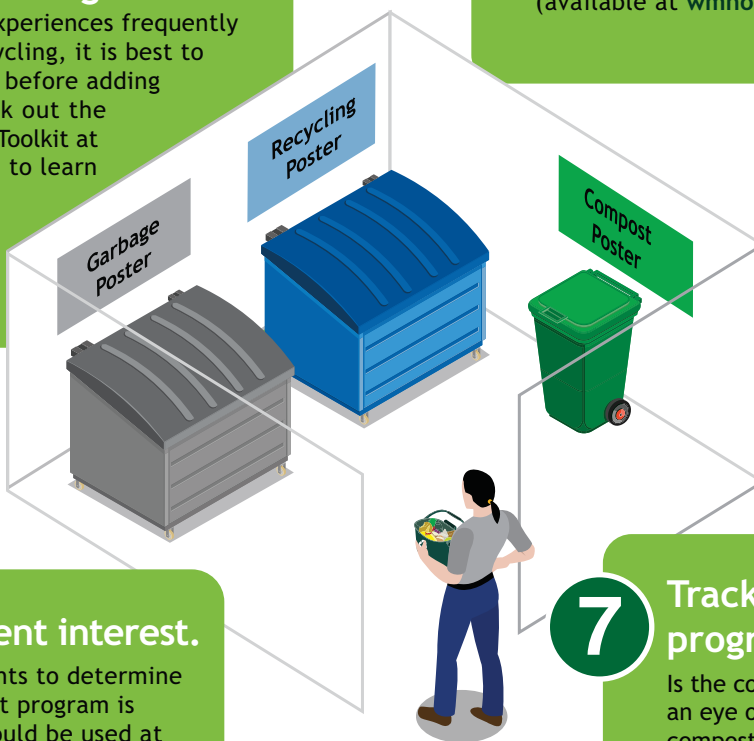 experiences frequently
ycling, it is best to
before adding
k out the
Toolkit at
to learn
(available at
Recycling
Poster
Garbage
Poster
Compost
Poster
ent interest.
nts to determine
t program is
ould be used at
7
Track
progr
Is the co
an eye o
compost